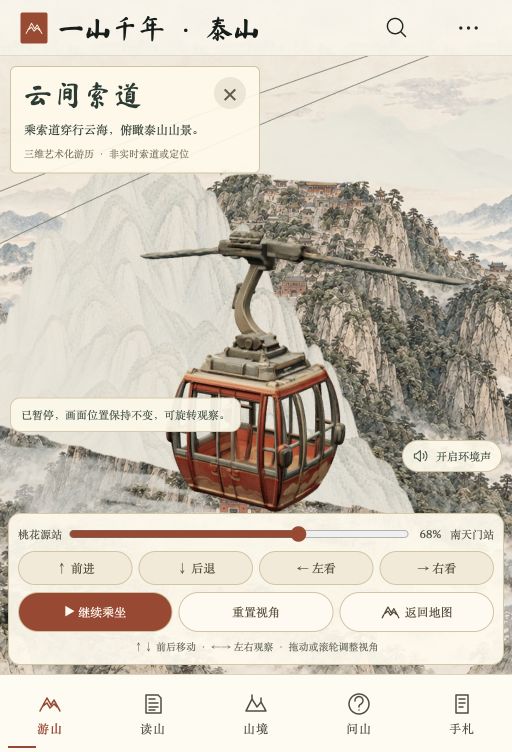 一山千年 · 泰山
云间索道
乘索道穿行云海，俯瞰泰山山景。
三维艺术化游历 · 非实时索道或定位
已暂停，画面位置保持不变，可旋转观察。
开启环境声
桃花源站 68% 南天门站
↑ 前进 ↓ 后退 ← 左看 → 右看
继续乘坐 重置视角 返回地图
↑ ↓ 前后移动 · ←→ 左右观察 · 拖动或滚轮调整视角
游山 读山 山境 问山 手札